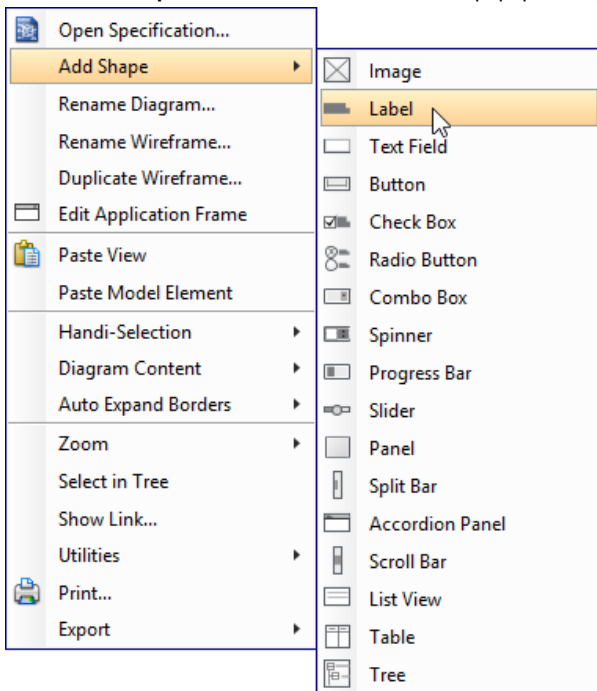 Open Specification...
Add Shape
Rename Diagram...
Rename Wireframe...
Duplicate Wireframe...
Edit Application Frame
Paste View
Paste Model Element
Handi-Selection
Diagram Content
Auto Expand Borders
Zoom
Select in Tree
Show Link...
Utilities
Print...
Export
Image
Label
Text Field
Button
Check Box
Radio Button
Combo Box
Spinner
Progress Bar
Slider
Panel
Split Bar
Accordion Panel
Scroll Bar
List View
Table
Tree